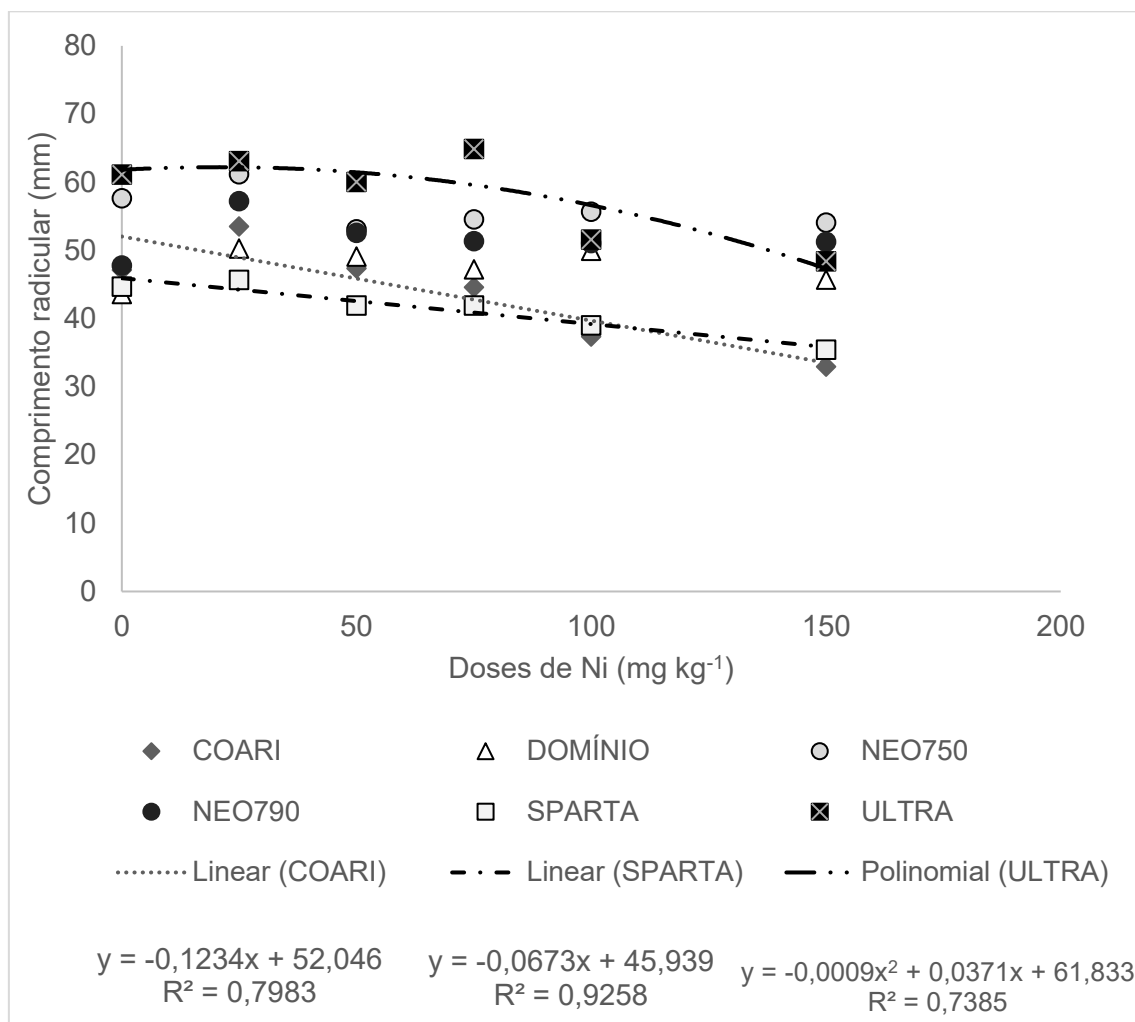 80
70
60
50
40
30
20
10
0
Comprimento radicular (mm)
0 50 100 150 200
Doses de Ni (mg kg⁻¹)
COARI DOMÍNIO NEO750
NEO790 SPARTA ULTRA
Linear (COARI) Linear (SPARTA) Polinomial (ULTRA)
y = -0,1234x + 52,046
R² = 0,7983
y = -0,0673x + 45,939
R² = 0,9258
y = -0,0009x² + 0,0371x + 61,833
R² = 0,7385